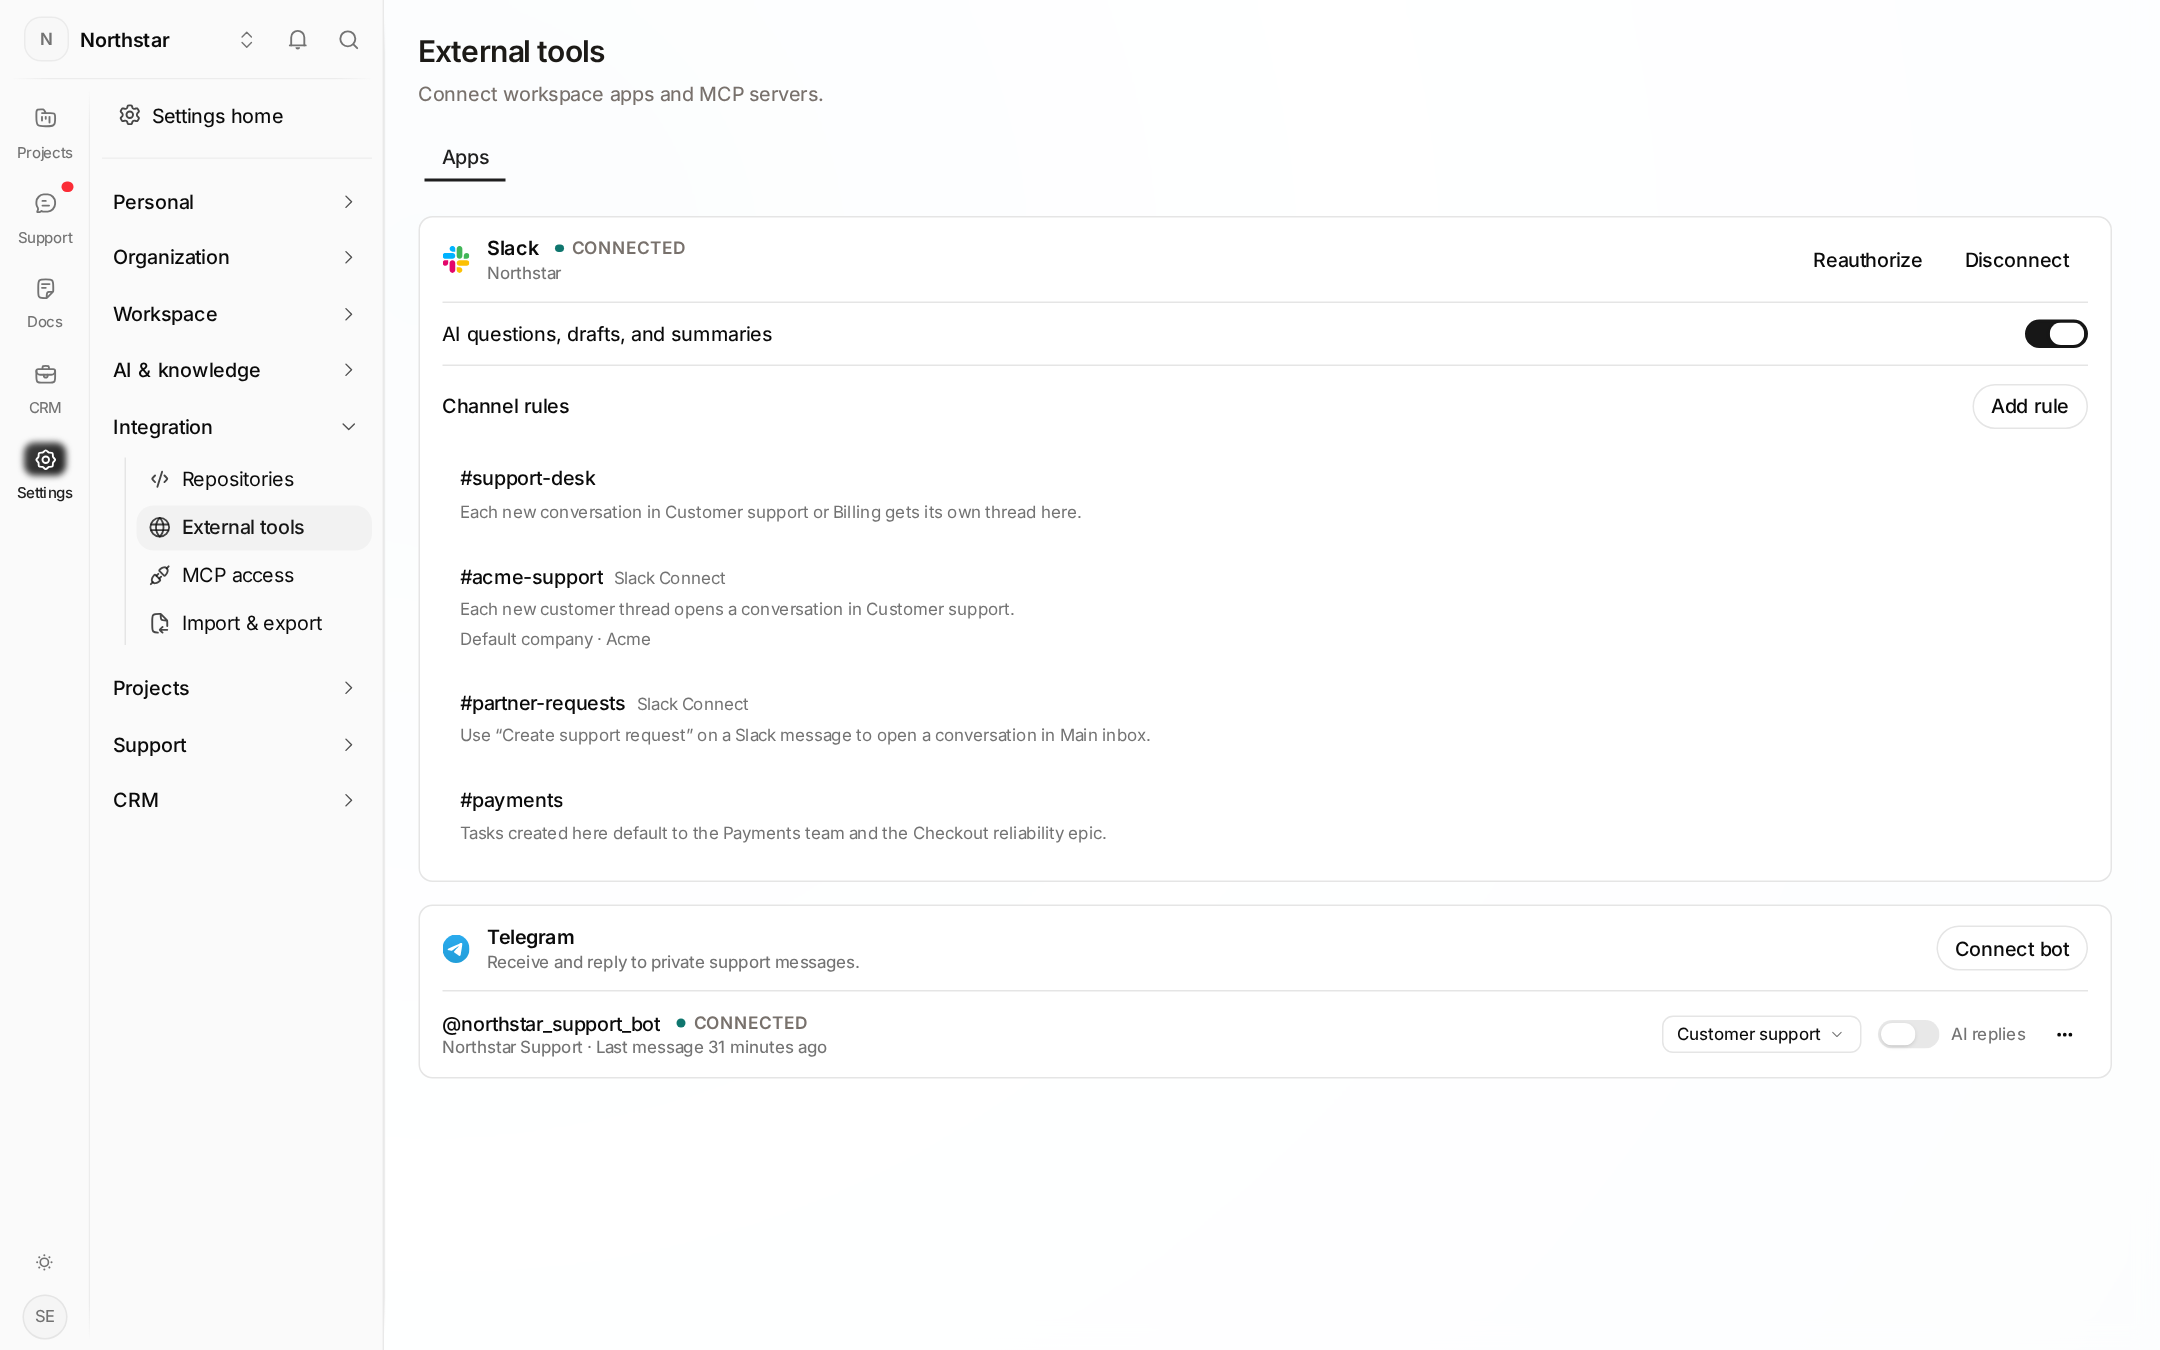 N Northstar
Projects
Support
Docs
CRM
Settings
Settings home
Personal
Organization
Workspace
AI & knowledge
Integration
Repositories
External tools
MCP access
Import & export
Projects
Support
CRM
SE
External tools
Connect workspace apps and MCP servers.
Apps
Slack CONNECTED
Northstar
Reauthorize Disconnect
AI questions, drafts, and summaries
Channel rules Add rule
#support-desk
Each new conversation in Customer support or Billing gets its own thread here.
#acme-support Slack Connect
Each new customer thread opens a conversation in Customer support.
Default company · Acme
#partner-requests Slack Connect
Use “Create support request” on a Slack message to open a conversation in Main inbox.
#payments
Tasks created here default to the Payments team and the Checkout reliability epic.
Telegram
Receive and reply to private support messages.
Connect bot
@northstar_support_bot CONNECTED
Northstar Support · Last message 31 minutes ago
Customer support AI replies